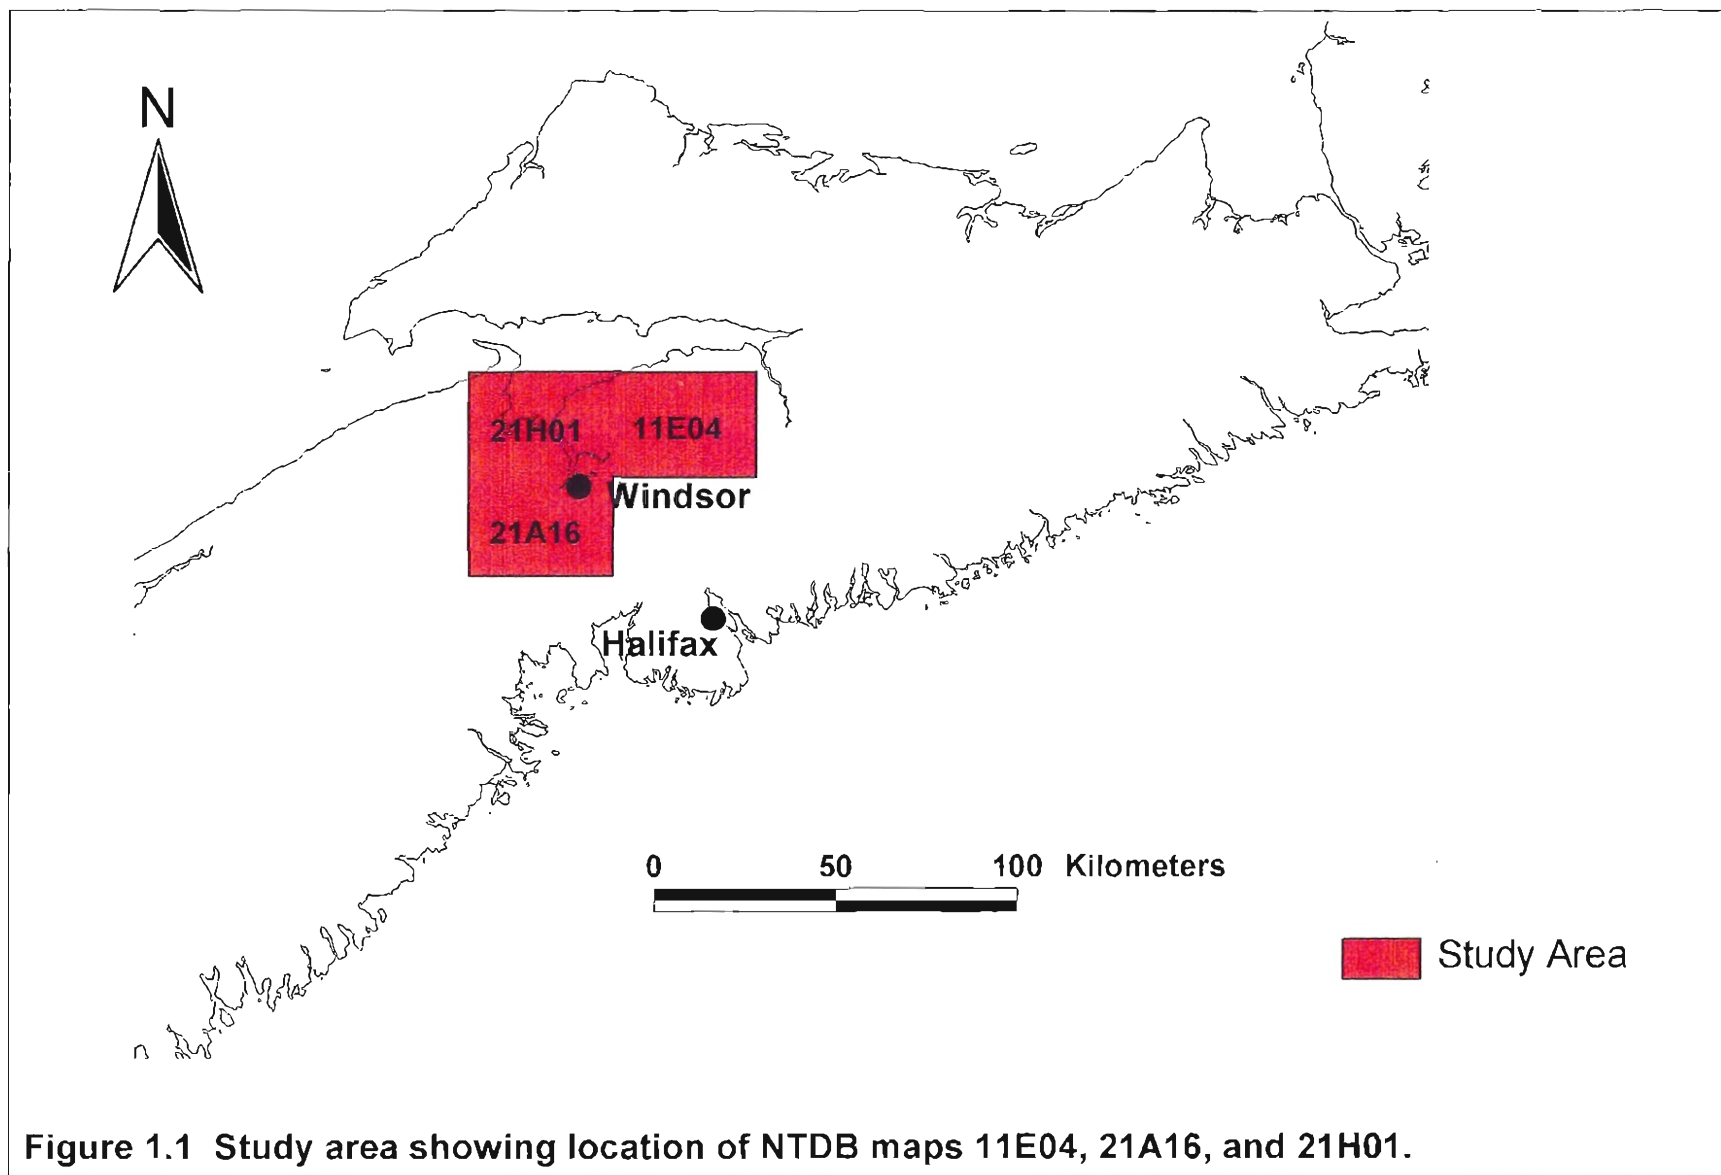 N
21H01 11E04
Windsor
21A16
Halifax
0 50 100 Kilometers
Study Area
Figure 1.1 Study area showing location of NTDB maps 11E04, 21A16, and 21H01.